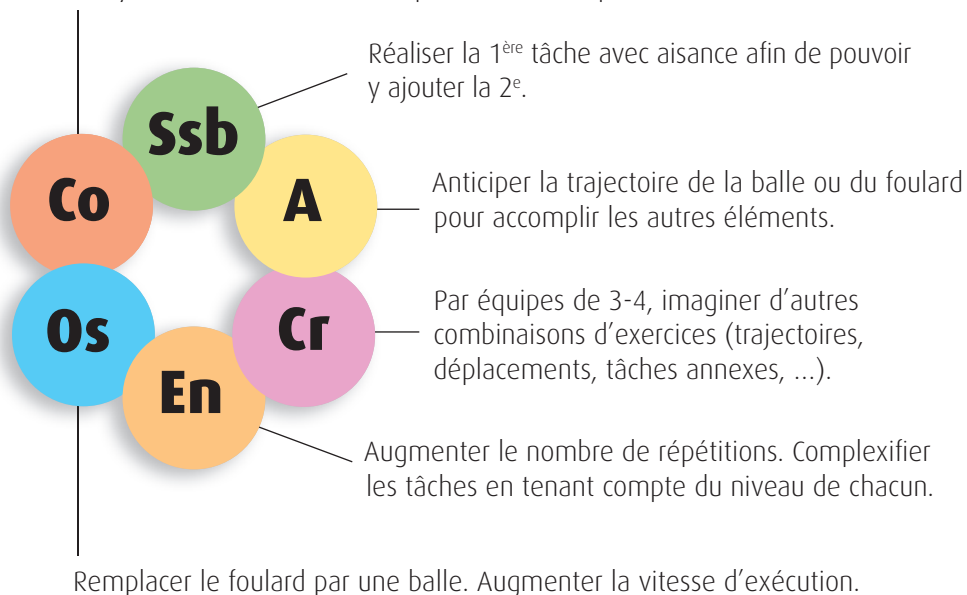 Réaliser la 1ère tâche avec aisance afin de pouvoir
y ajouter la 2e.
Ssb
Co
A
Anticiper la trajectoire de la balle ou du foulard
pour accomplir les autres éléments.
Os
Cr
Par équipes de 3-4, imaginer d’autres
combinaisons d’exercices (trajectoires,
déplacements, tâches annexes, ...).
En
Augmenter le nombre de répétitions. Complexifier
les tâches en tenant compte du niveau de chacun.
Remplacer le foulard par une balle. Augmenter la vitesse d’exécution.